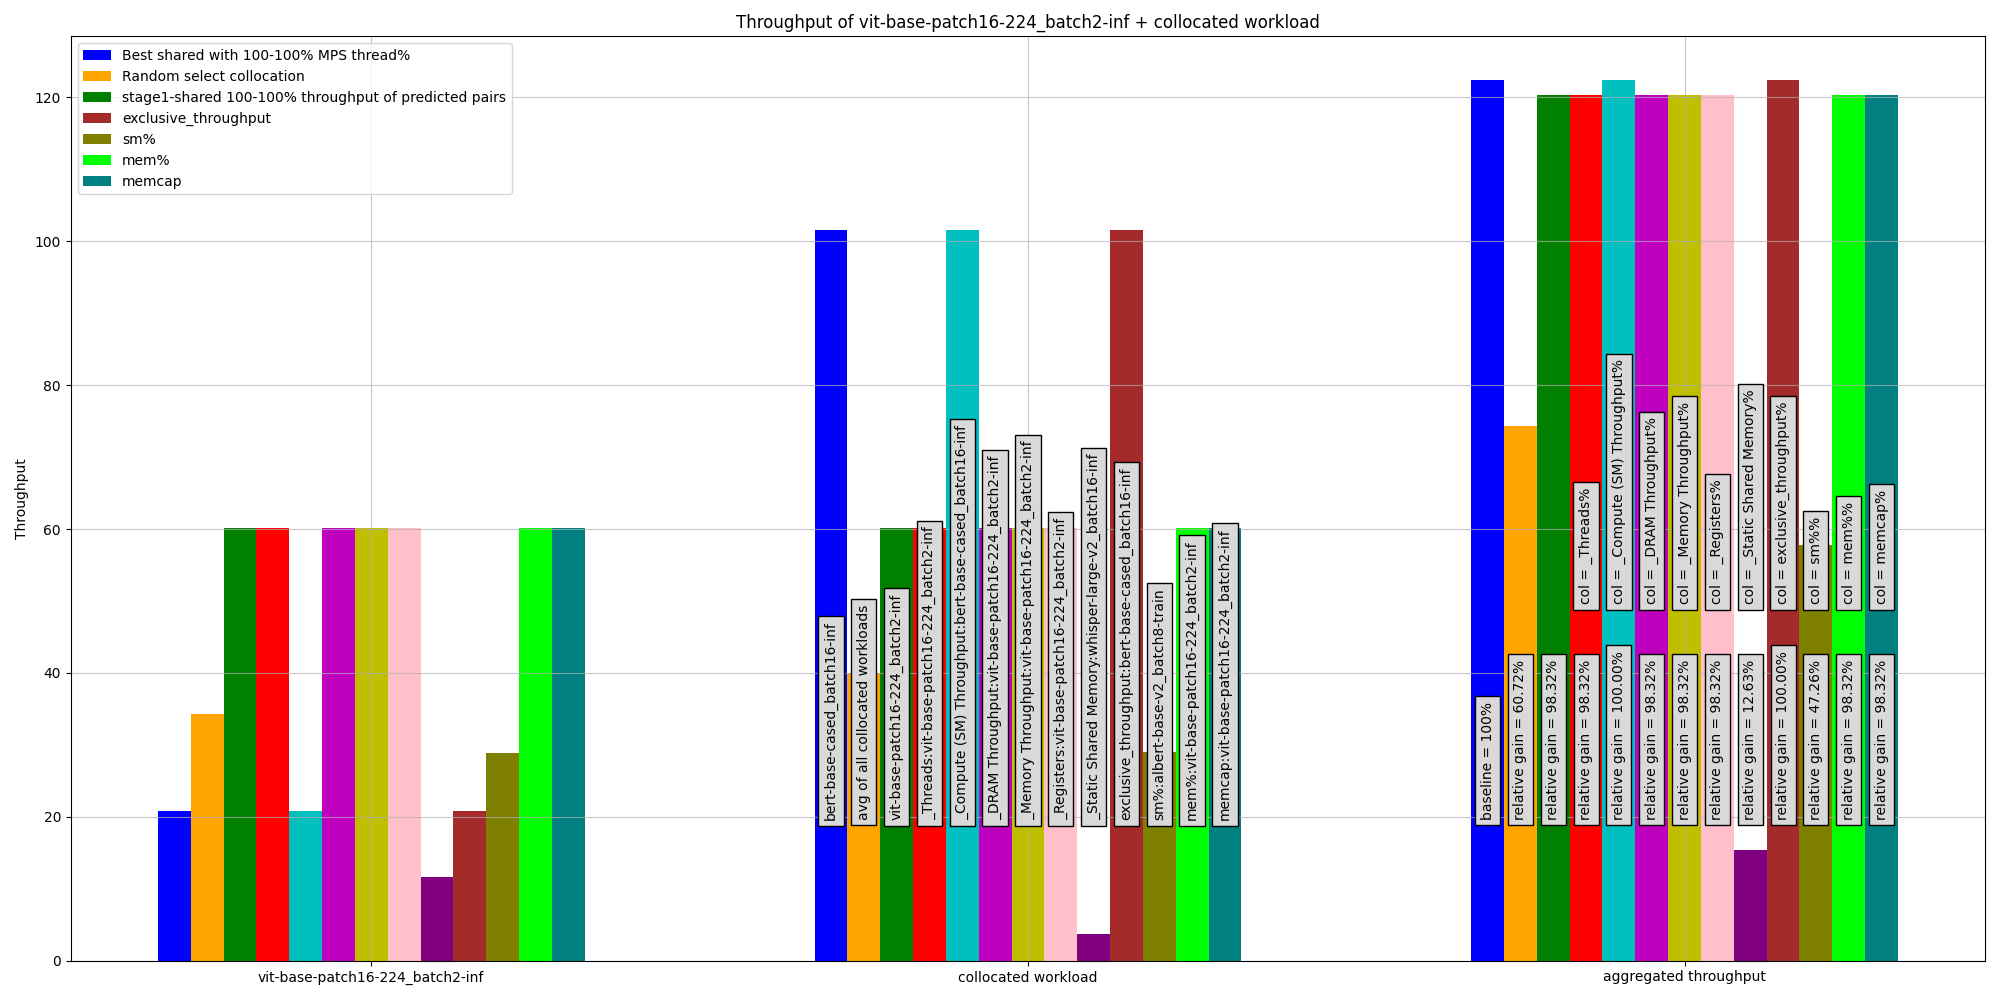 Throughput of vit-base-patch16-224_batch2-inf + collocated workload
Best shared with 100-100% MPS thread%
Random select collocation
stage1-shared 100-100% throughput of predicted pairs
exclusive_throughput
sm%
mem%
memcap
Throughput
120
100
80
60
40
20
0
bert-base-cased_batch16-inf
avg of all collocated workloads
vit-base-patch16-224_batch2-inf
_Threads:vit-base-patch16-224_batch2-inf
_Compute (SM) Throughput:bert-base-cased_batch16-inf
_DRAM Throughput:vit-base-patch16-224_batch2-inf
_Memory Throughput:vit-base-patch16-224_batch2-inf
_Registers:vit-base-patch16-224_batch2-inf
_Static Shared Memory:whisper-large-v2_batch16-inf
exclusive_throughput:bert-base-cased_batch16-inf
sm%:albert-base-v2_batch8-train
mem%:vit-base-patch16-224_batch2-inf
memcap:vit-base-patch16-224_batch2-inf
col = _Threads%
col = _Compute (SM) Throughput%
col = _DRAM Throughput%
col = _Memory Throughput%
col = _Registers%
col = _Static Shared Memory%
col = exclusive_throughput%
col = sm%%
col = mem%%
col = memcap%
baseline = 100%
relative gain = 60.72%
relative gain = 98.32%
relative gain = 98.32%
relative gain = 100.00%
relative gain = 98.32%
relative gain = 98.32%
relative gain = 98.32%
relative gain = 12.63%
relative gain = 100.00%
relative gain = 47.26%
relative gain = 98.32%
relative gain = 98.32%
vit-base-patch16-224_batch2-inf
collocated workload
aggregated throughput